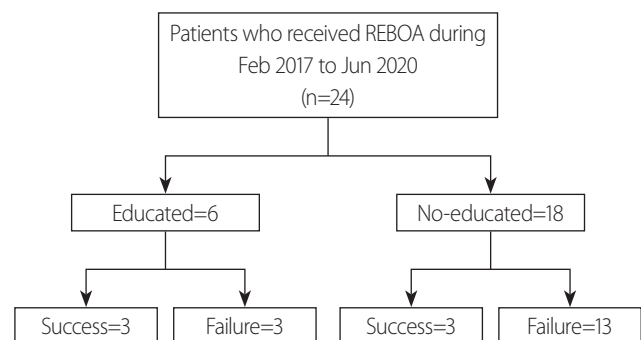 Patients who received REBOA during
Feb 2017 to Jun 2020
(n=24)
Educated=6
No-educated=18
Success=3
Failure=3
Success=3
Failure=13